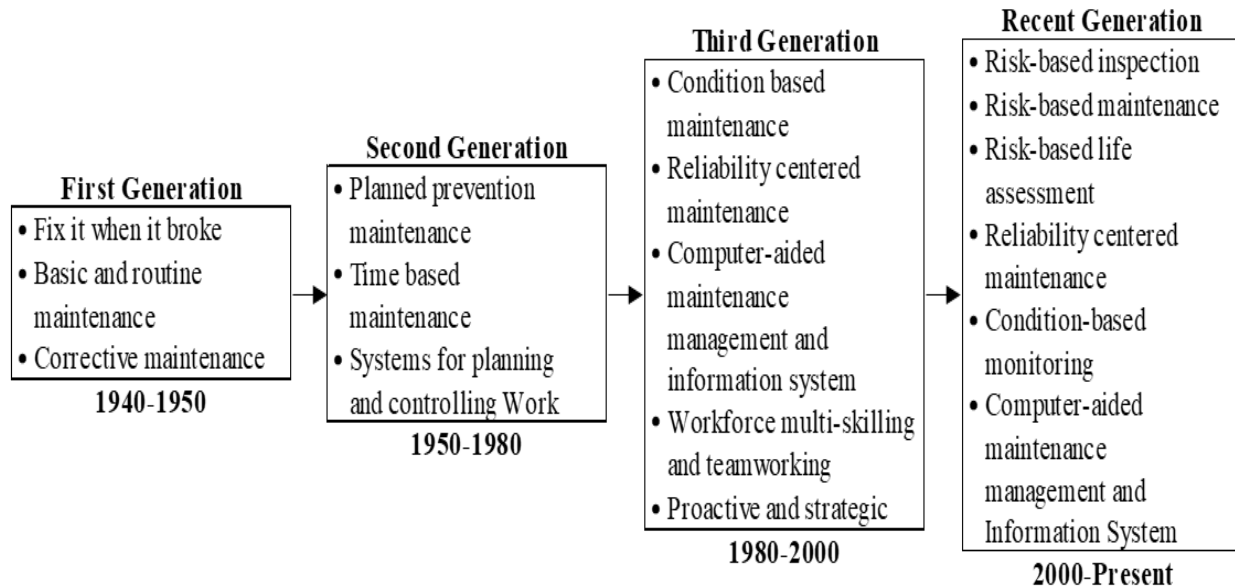 First Generation
• Fix it when it broke
• Basic and routine
maintenance
• Corrective maintenance
1940-1950
Second Generation
• Planned prevention
maintenance
• Time based
maintenance
• Systems for planning
and controlling Work
1950-1980
Third Generation
• Condition based
maintenance
• Reliability centered
maintenance
• Computer-aided
maintenance
management and
information system
• Workforce multi-skilling
and teamworking
• Proactive and strategic
1980-2000
Recent Generation
• Risk-based inspection
• Risk-based maintenance
• Risk-based life
assessment
• Reliability centered
maintenance
• Condition-based
monitoring
• Computer-aided
maintenance
management and
Information System
2000-Present